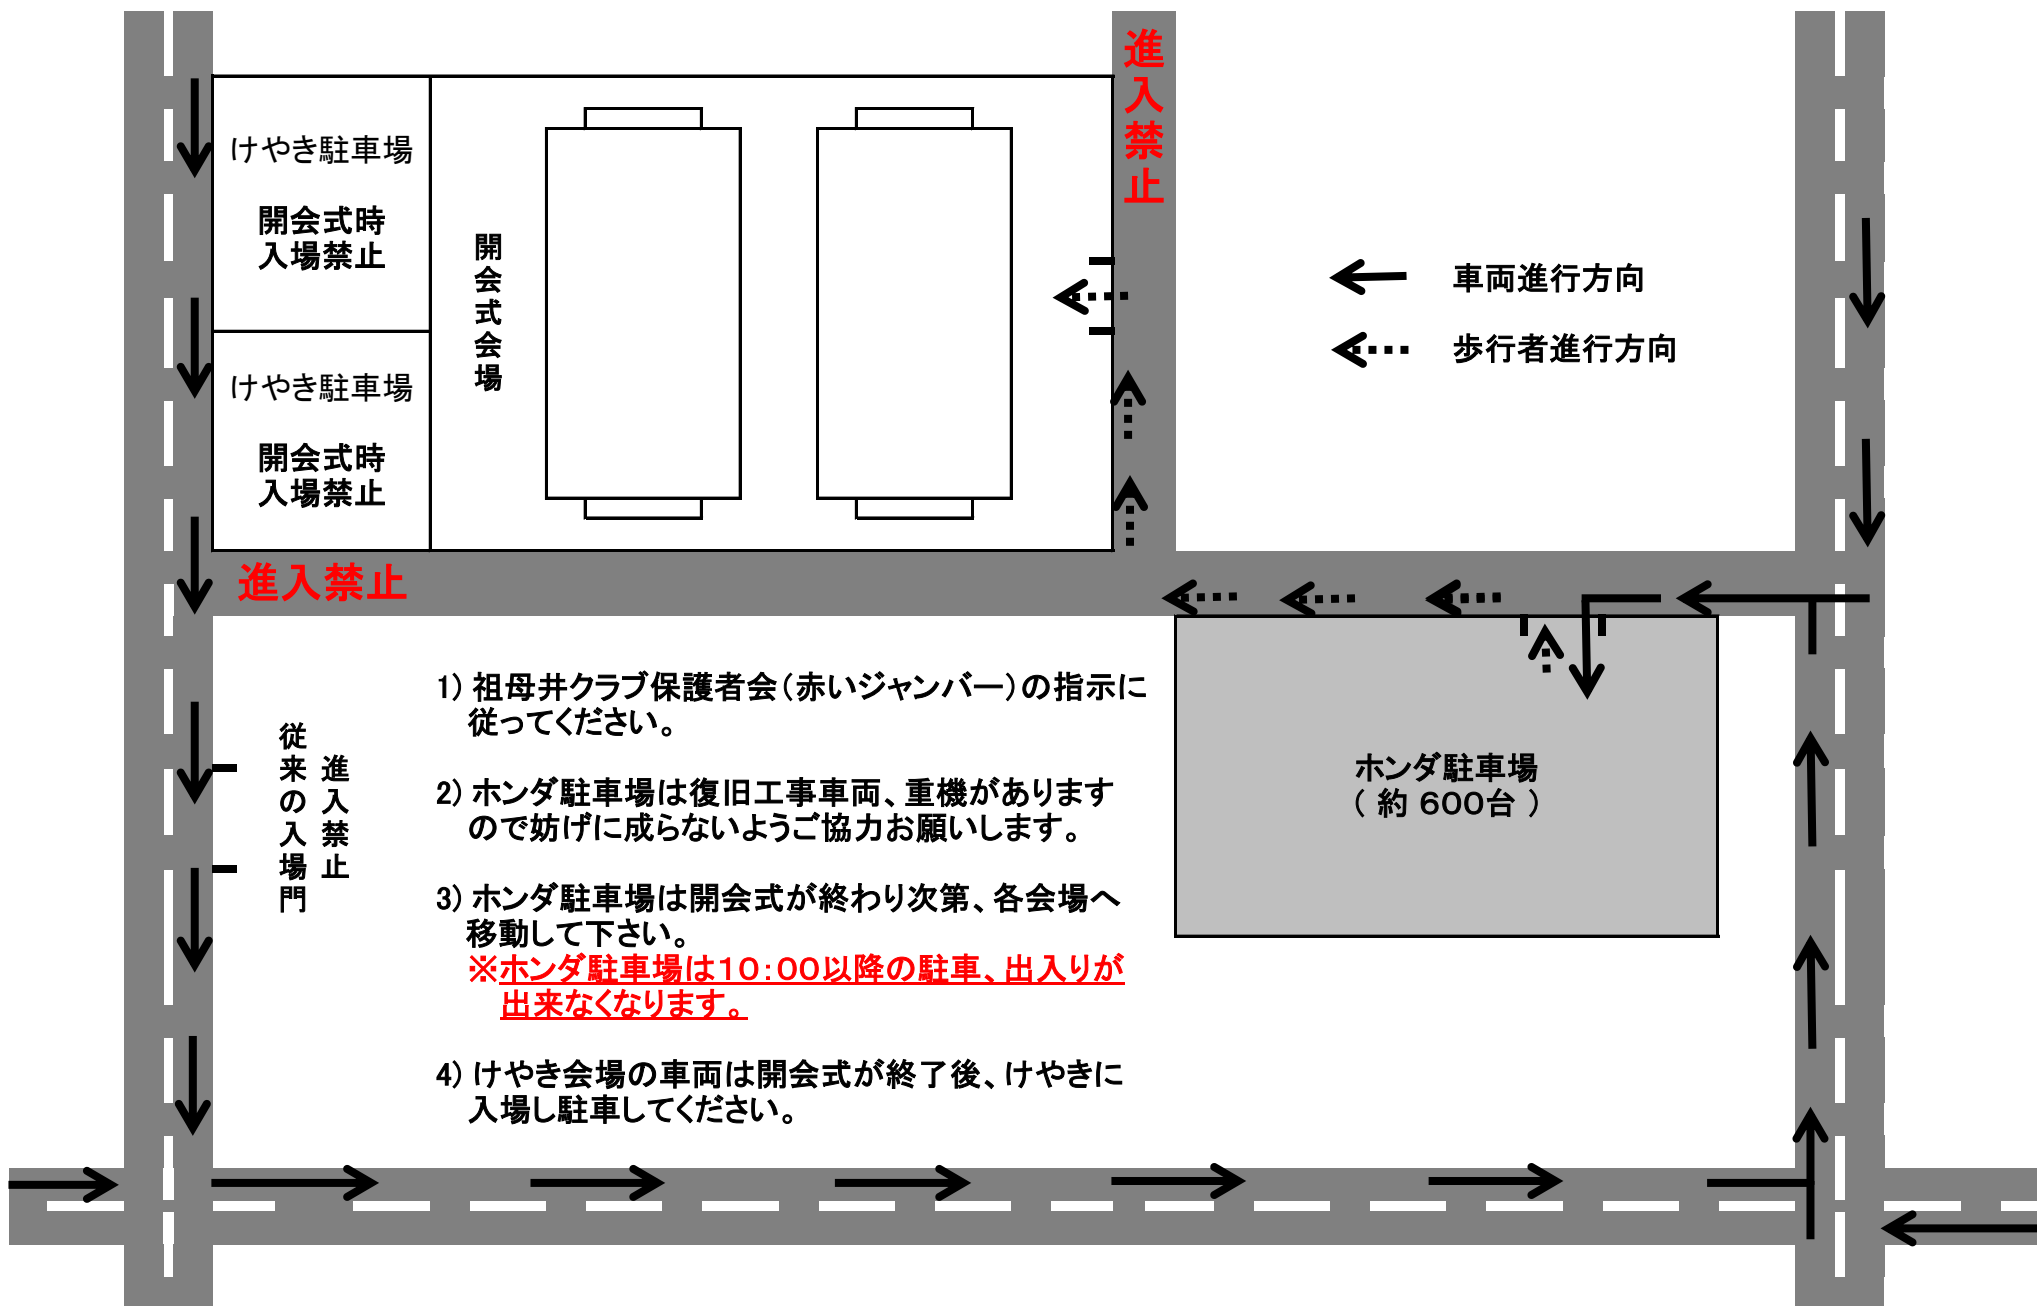 進入禁止
けやき駐車場
開会式時
入場禁止
開会式会場
車両進行方向
歩行者進行方向
けやき駐車場
開会式時
入場禁止
進入禁止
1）祖母井クラブ保護者会（赤いジャンバー）の指示に
従ってください。
従来の入場門
進入禁止
2）ホンダ駐車場は復旧工事車両、重機があります
ので妨げに成らないようご協力お願いします。
ホンダ駐車場
（ 約 600台 ）
3）ホンダ駐車場は開会式が終わり次第、各会場へ
移動して下さい。
※ホンダ駐車場は10：00以降の駐車、出入りが
出来なくなります。
4）けやき会場の車両は開会式が終了後、けやきに
入場し駐車してください。